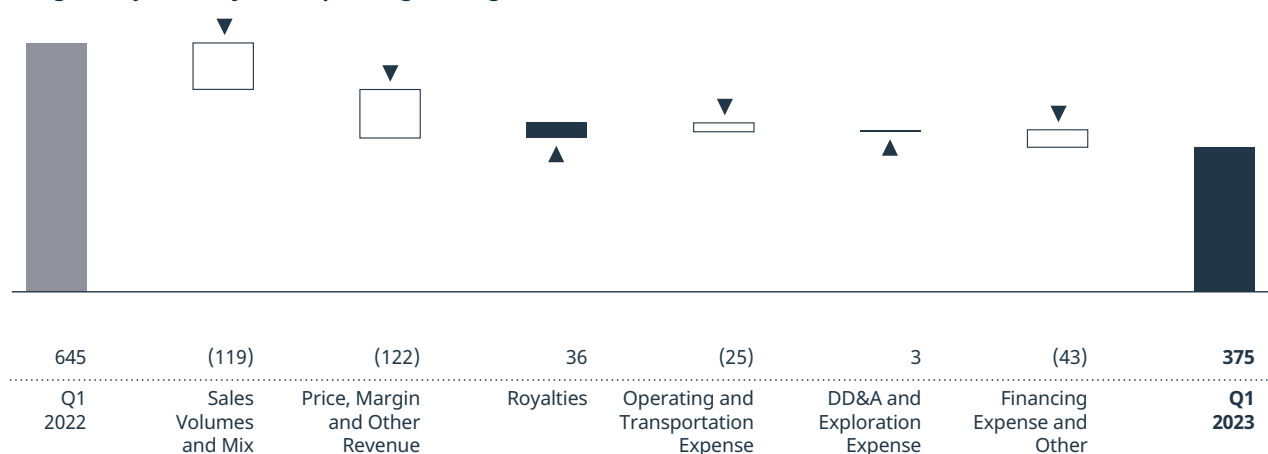 645 (119) (122) 36 (25) 3 (43) 375
Q1 Sales Price, Margin Royalties Operating and DD&A and Financing Q1
2022 Volumes and Other Transportation Exploration Expense and 2023
and Mix Revenue Expense Expense Other